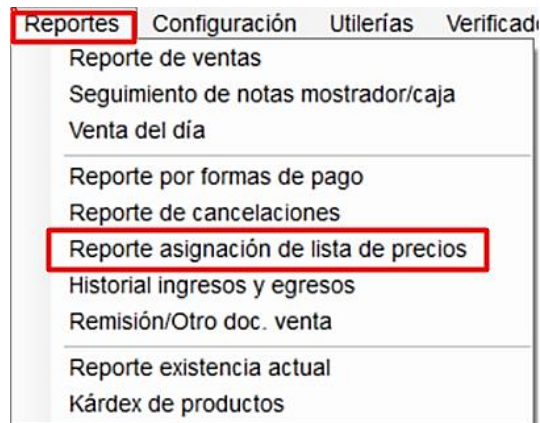 Reportes Configuración Utilerías
Reporte de ventas
Seguimiento de notas mostrador/caja
Venta del día
Reporte por formas de pago
Reporte de cancelaciones
Reporte asignación de lista de precios
Historial ingresos y egresos
Remisión/Otro doc. venta
Reporte existencia actual
Kárdex de productos